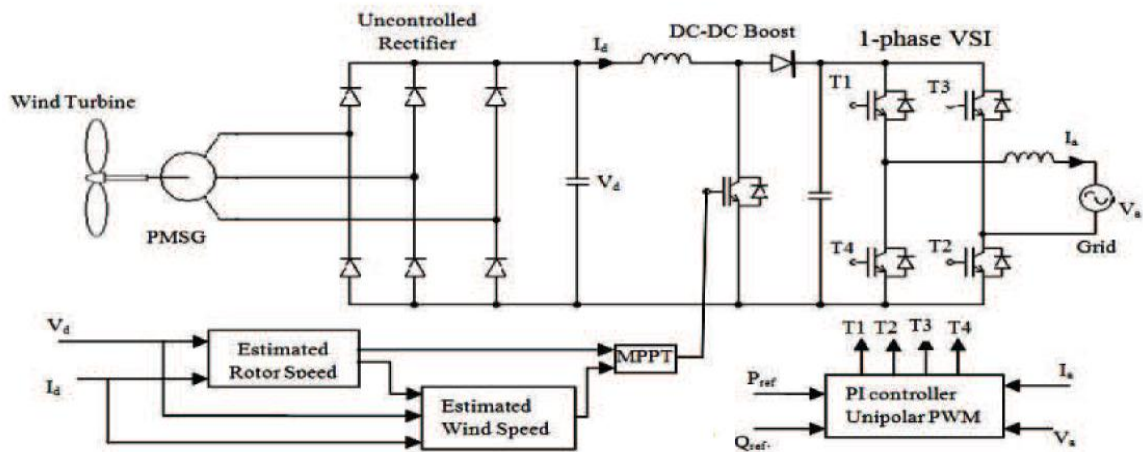 Uncontrolled
Rectifier
DC-DC Boost
1-phase VSI
Wind Turbine
I_d
T1
T3
I_a
V_d
V_a
PMSG
T4
T2
Grid
V_d
I_d
Estimated
Rotor Speed
Estimated
Wind Speed
MPPT
T1 T2 T3 T4
P_ref
Q_ref.
PI controller
Unipolar PWM
I_a
V_a